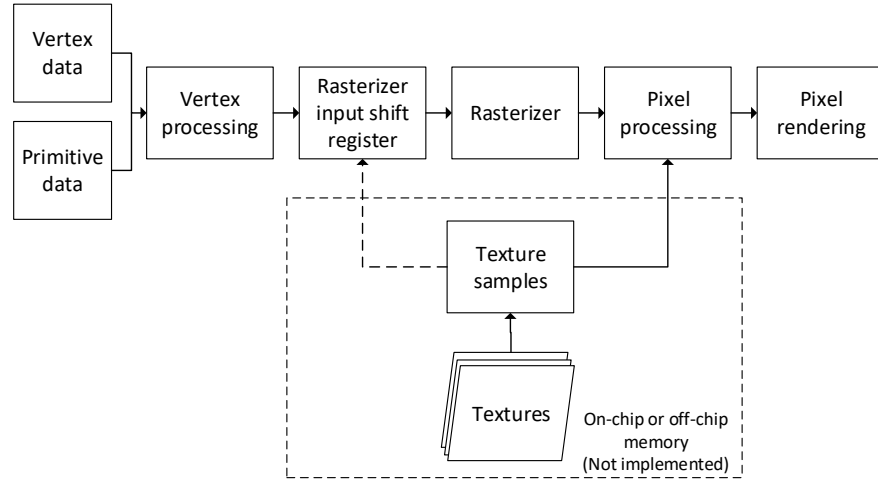 Vertex
data
Primitive
data
Vertex
processing
Rasterizer
input shift
register
Rasterizer
Pixel
processing
Pixel
rendering
Texture
samples
Textures
On-chip or off-chip
memory
(Not implemented)